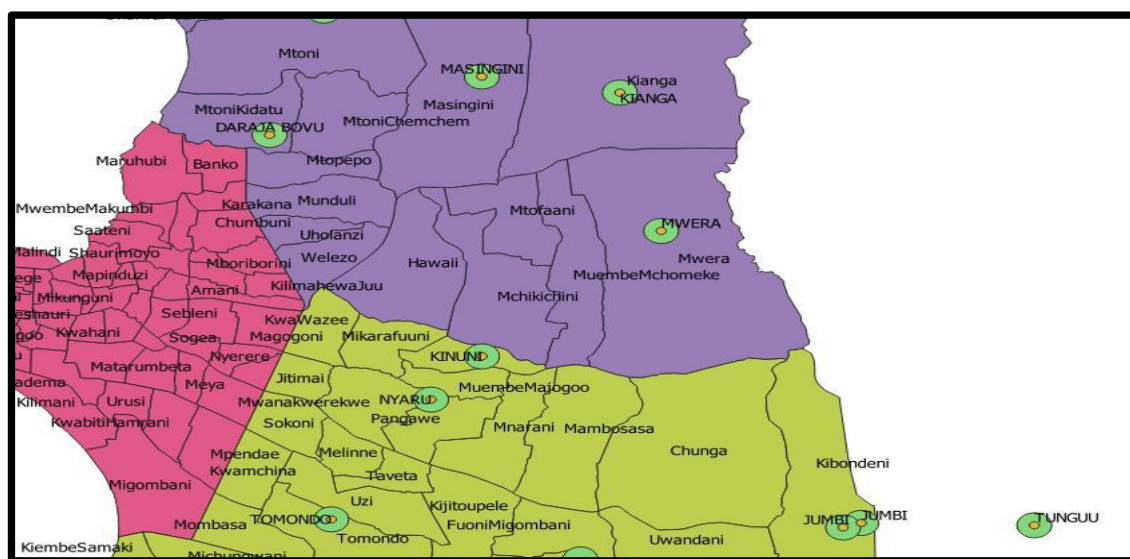 Mtoni
MASINGINI
Kianga
KIANGA
MtoniKidatu
Masingini
DARAJA BOVU
MtoniChemchem
Maruhubi
Banko
Mtopepo
MwembeMakumbi
Karakana
Munduli
Mtofaani
Saateni
Chumbuni
MWERA
Uholanzi
Malindi
Shaurimoyo
Mboriborini
Welezo
Hawaii
Mwera
Mapinduzi
MuembeMchomeke
Mikunguni
Amani
KilimahewaJuu
Mchikichini
Sebleni
KwaWazee
Kwahani
Sogea
Magogoni
Mikarafuuni
Nyerere
KINUNI
Matarumbeta
Meya
Jitimai
MuembeMajogoo
Kilimani
Urusi
Mwanakwerekwe
NYARU
KwabitiHamrani
Sokoni
Pangawe
Mnarani
Mambosasa
Mpendae
Melinne
Chunga
Kwamchina
Kibondeni
Migombani
Taveta
Uzi
Kijitoupele
Mombasa
TOMONDO
FuoniMigombani
JUMBI
JUMBI
TUNGUU
Tomondo
Uwandani
KiembeSamaki
Michungwani